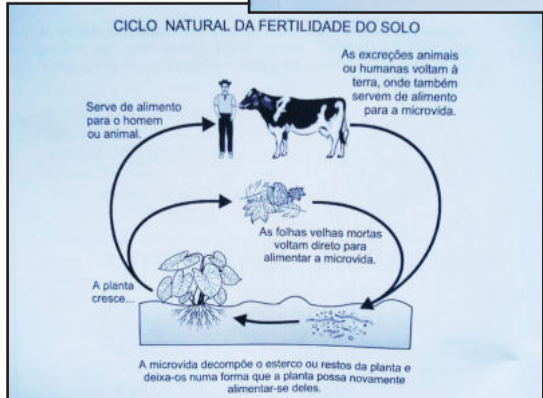 CICLO NATURAL DA FERTILIDADE DO SOLO
As excreções animais
ou humanas voltam à
terra, onde também
servem de alimento
para a microvida.
Serve de alimento
para o homem
ou animal.
As folhas velhas mortas
voltam direto para
alimentar a microvida.
A planta
cresce...
A microvida decompõe o esterco ou restos da planta e
deixa-os numa forma que a planta possa novamente
alimentar-se deles.